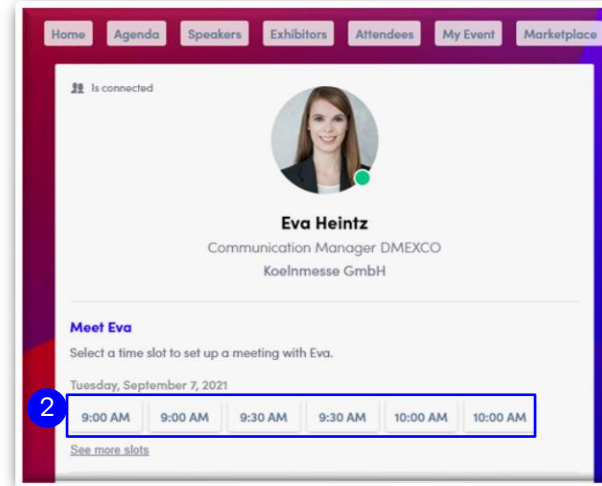 Home Agenda Speakers Exhibitors Attendees My Event Marketplace
Is connected
Eva Heintz
Communication Manager DMEXCO
Koelnmesse GmbH
Meet Eva
Select a time slot to set up a meeting with Eva.
Tuesday, September 7, 2021
2
9:00 AM 9:00 AM 9:30 AM 9:30 AM 10:00 AM 10:00 AM
See more slots